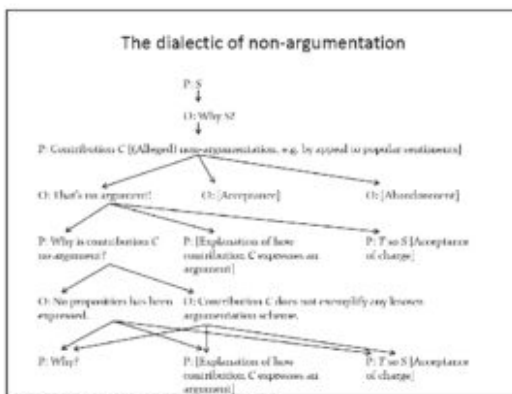 The dialectic of non-argumentation
P: S
O: Why S?
P: Contribution C [(Alleged) non-argumentation, e.g. by appeal to popular sentiments]
O: That's no argument! O: [Acceptance] O: [Abandonment]
P: Why is contribution C P: [Explanation of how P: T so S [Acceptance
no argument? contribution C expresses an of charge]
argument]
O: No proposition has been O: Contribution C does not exemplify any known
expressed. argumentation scheme.
P: Why? P: [Explanation of how P: T so S [Acceptance
contribution C expresses an of charge]
argument]